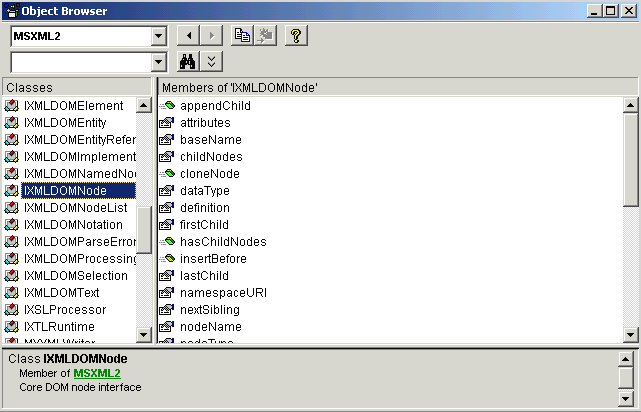 Object Browser
MSXML2
?
Classes
Members of 'IXMLDOMNode'
IXMLDOMElement
IXMLDOMEntity
IXMLDOMEntityRefer
IXMLDOMImplement
IXMLDOMNamedNo
IXMLDOMNode
IXMLDOMNodeList
IXMLDOMNotation
IXMLDOMParseError
IXMLDOMProcessing
IXMLDOMSelection
IXMLDOMText
IXSLProcessor
IXTLRuntime
MXXMLWriter
appendChild
attributes
baseName
childNodes
cloneNode
dataType
definition
firstChild
hasChildNodes
insertBefore
lastChild
namespaceURI
nextSibling
nodeName
nodeType
Class IXMLDOMNode
Member of MSXML2
Core DOM node interface